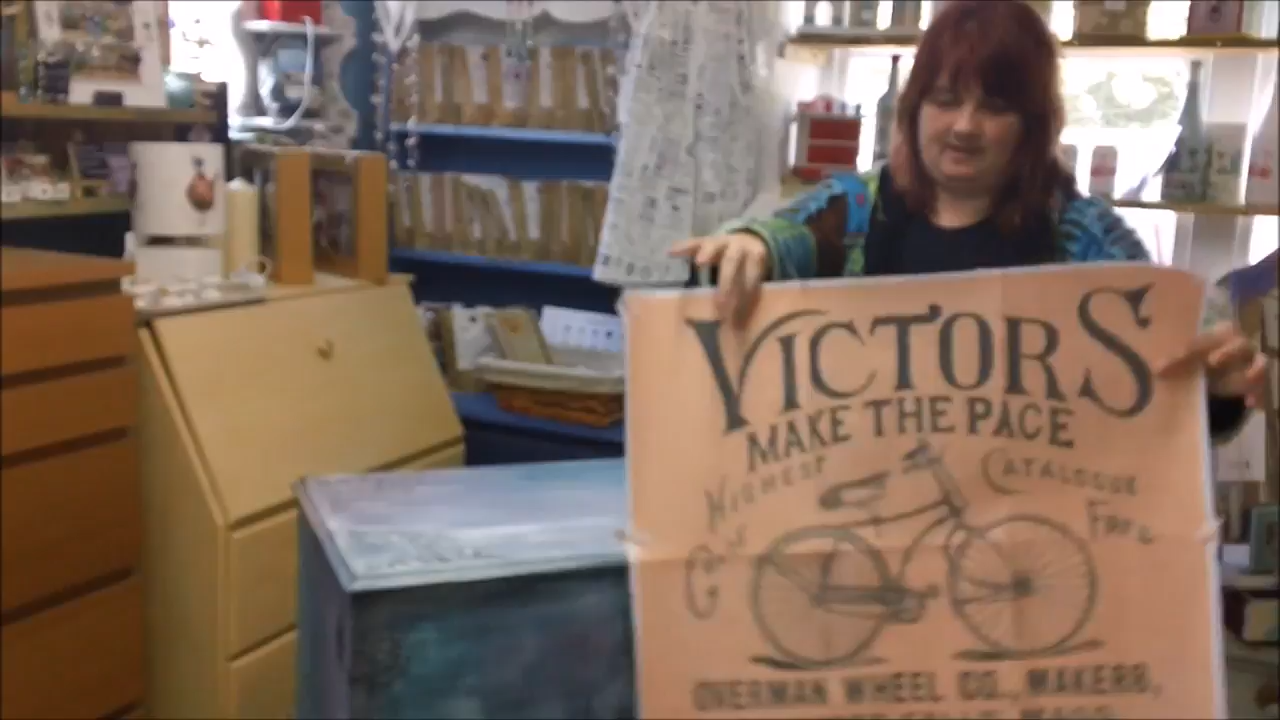 VICTORS
MAKE THE PACE
HIGHEST
CATALOGUE
FREE
OVERMAN WHEEL CO., MAKERS,